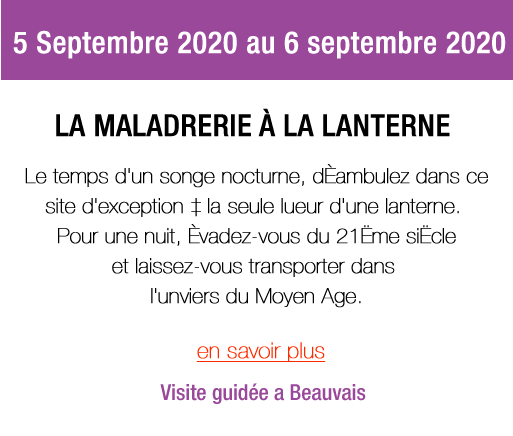 5 Septembre 2020 au 6 septembre 2020
LA MALADRERIE À LA LANTERNE
Le temps d'un songe nocturne, dÈambulez dans ce
site d'exception ‡ la seule lueur d'une lanterne.
Pour une nuit, Èvadez-vous du 21Ëme siËcle
et laissez-vous transporter dans
l'unviers du Moyen Age.
en savoir plus
Visite guidée a Beauvais